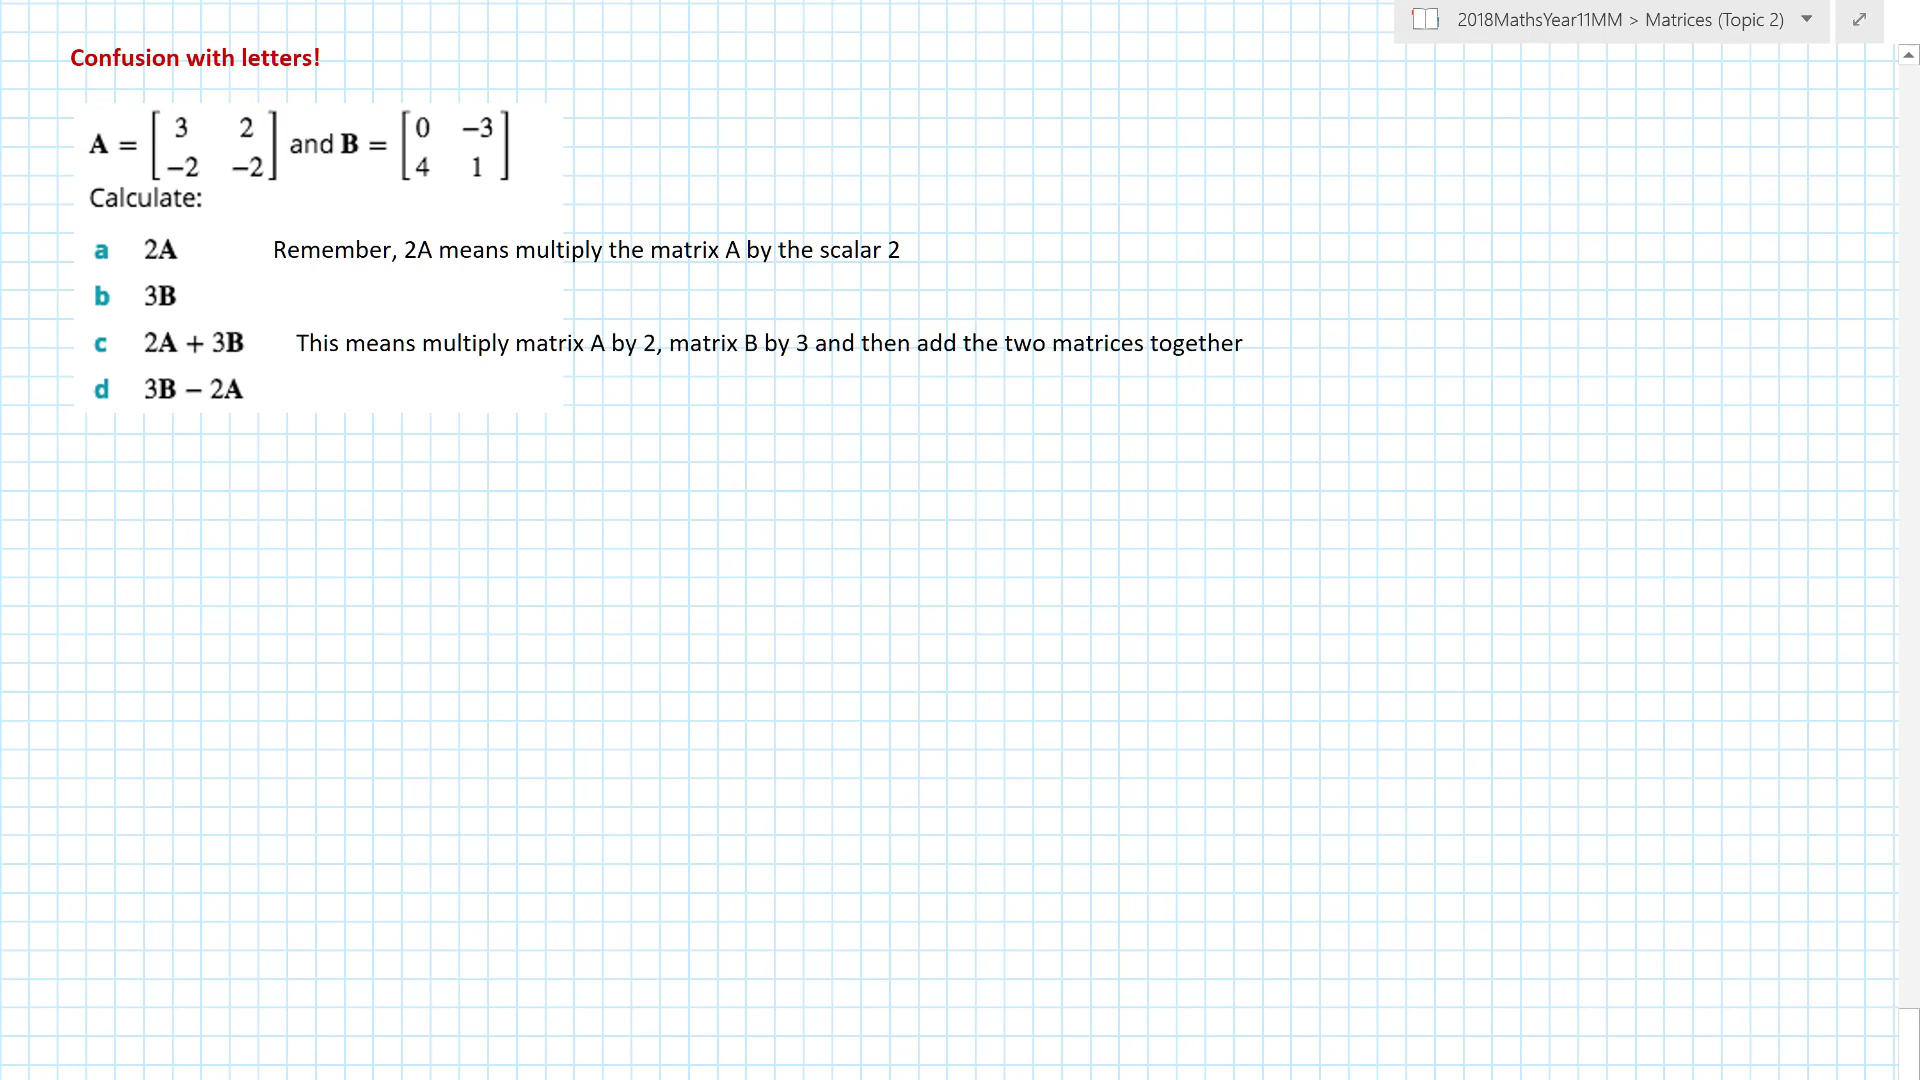 2018MathsYear11MM > Matrices (Topic 2)
Confusion with letters!
A = [ 3 2 ] and B = [ 0 −3 ]
[ −2 −2 ] [ 4 1 ]
Calculate:
a 2A Remember, 2A means multiply the matrix A by the scalar 2
b 3B
c 2A + 3B This means multiply matrix A by 2, matrix B by 3 and then add the two matrices together
d 3B − 2A